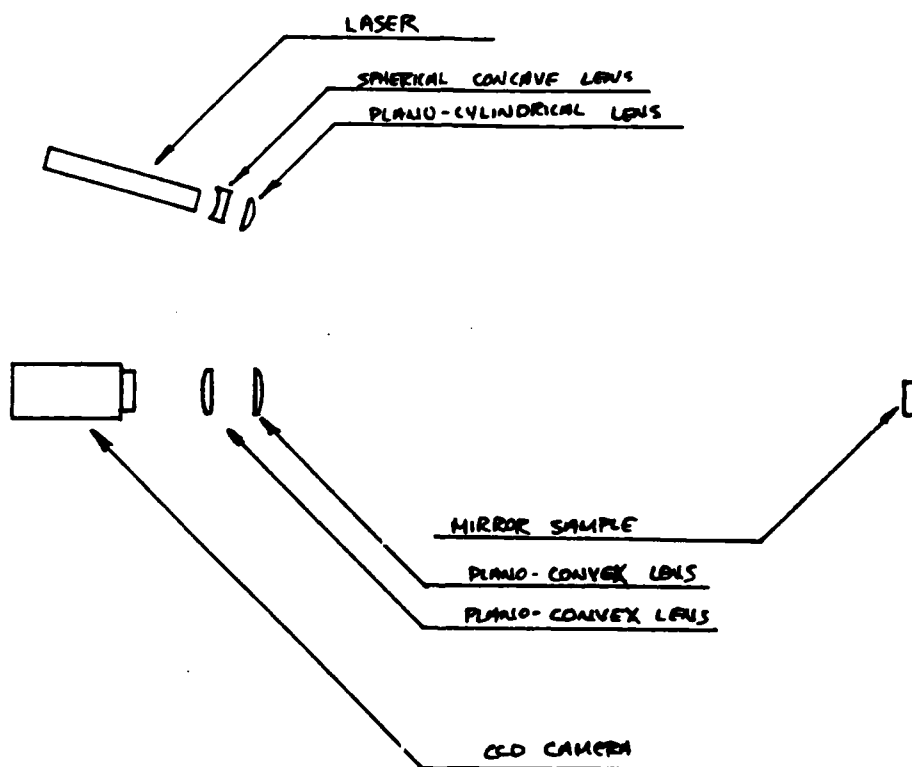 LASER
SPHERICAL CONCAVE LENS
PLANO-CYLINDRICAL LENS
MIRROR SAMPLE
PLANO-CONVEX LENS
PLANO-CONVEX LENS
CCD CAMERA